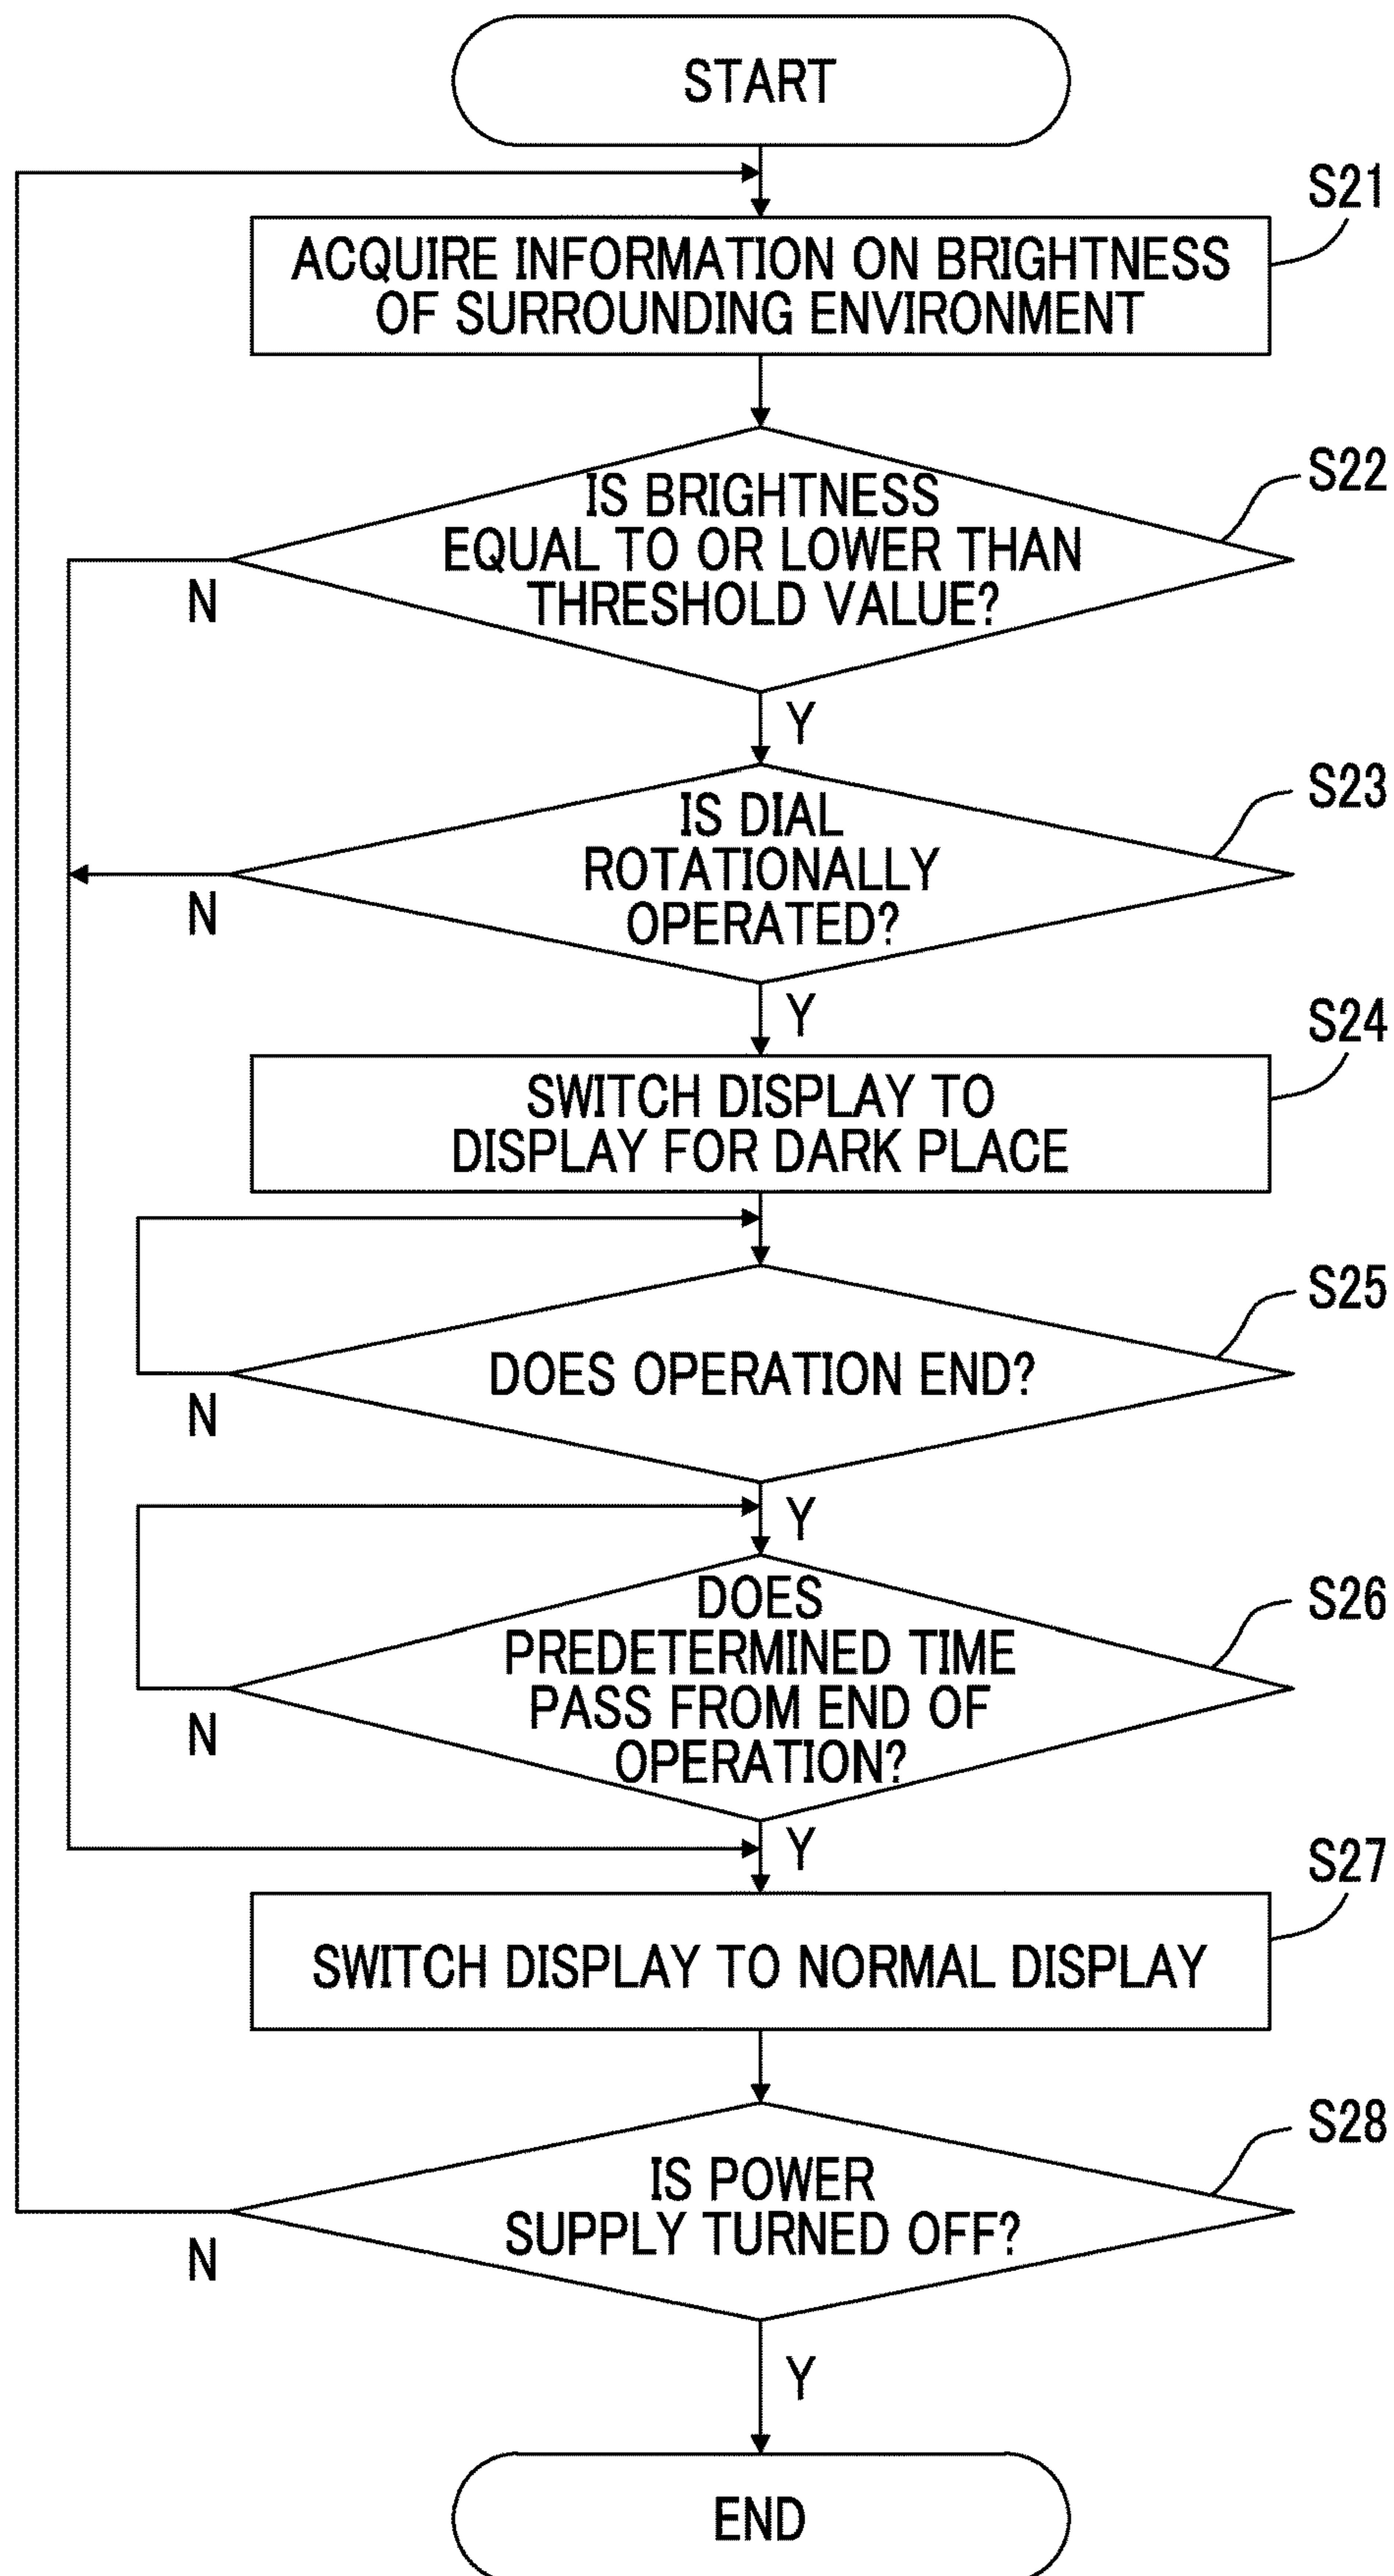 START
S21
ACQUIRE INFORMATION ON BRIGHTNESS
OF SURROUNDING ENVIRONMENT
S22
IS BRIGHTNESS
EQUAL TO OR LOWER THAN
THRESHOLD VALUE?
N
Y
S23
IS DIAL
ROTATIONALLY
OPERATED?
N
Y
S24
SWITCH DISPLAY TO
DISPLAY FOR DARK PLACE
S25
DOES OPERATION END?
N
Y
S26
DOES
PREDETERMINED TIME
PASS FROM END OF
OPERATION?
N
Y
S27
SWITCH DISPLAY TO NORMAL DISPLAY
S28
IS POWER
SUPPLY TURNED OFF?
N
Y
END